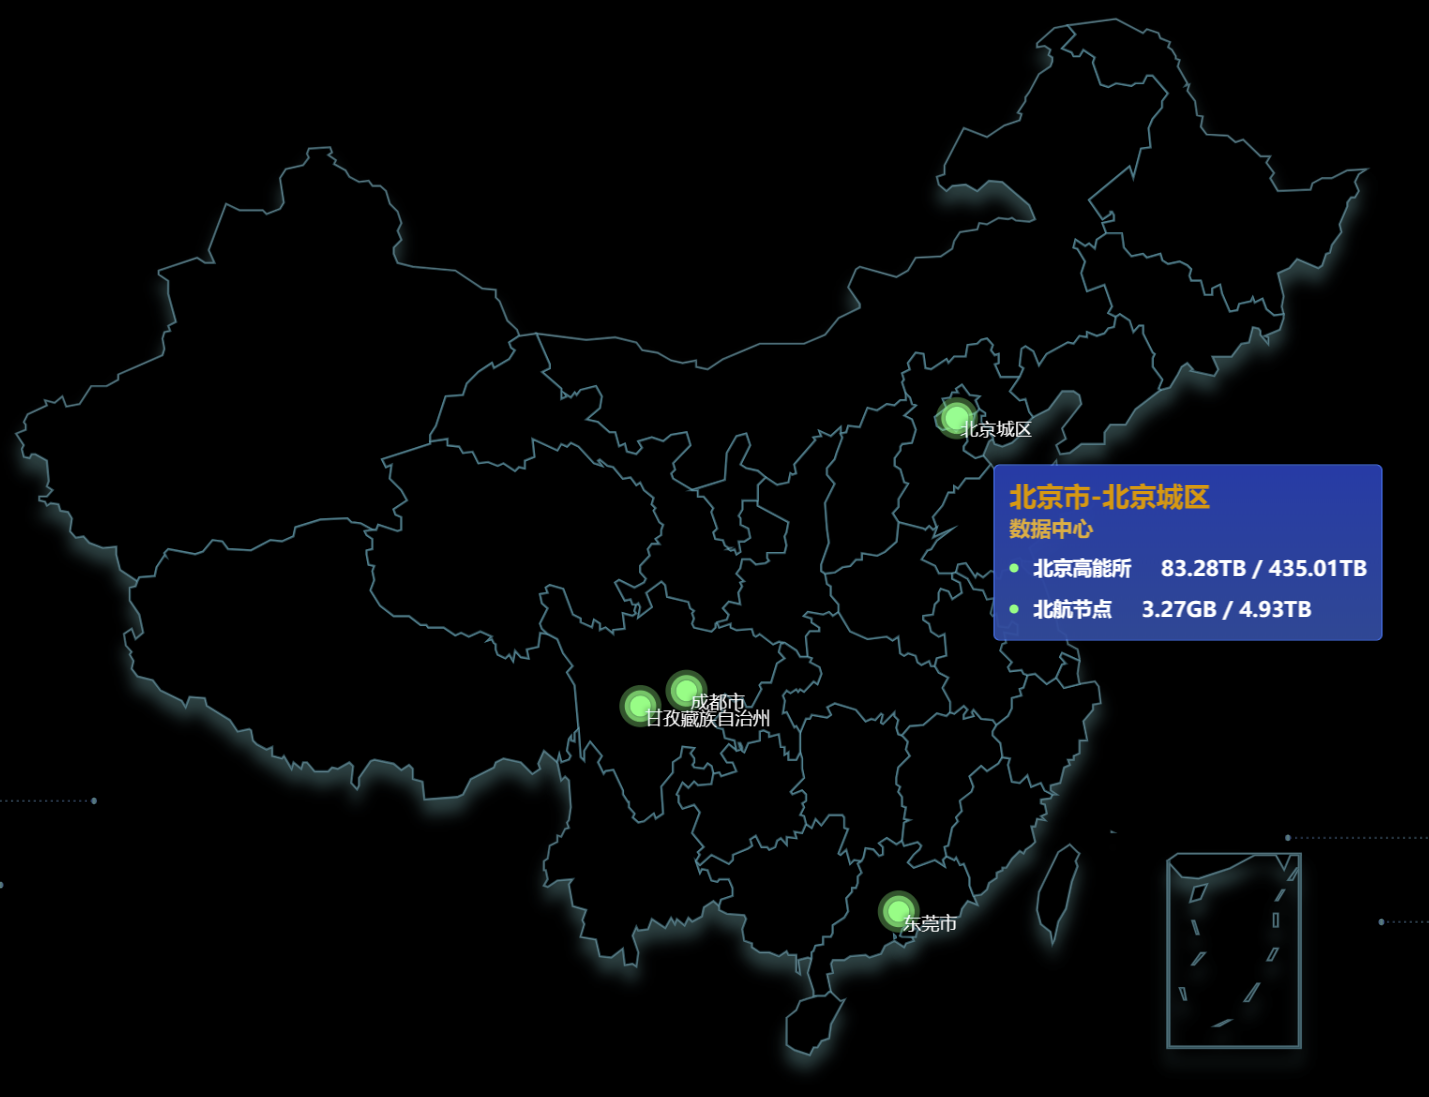 北京城区
北京市-北京城区
数据中心
北京高能所 83.28TB / 435.01TB
北航节点 3.27GB / 4.93TB
成都市
甘孜藏族自治州
东莞市